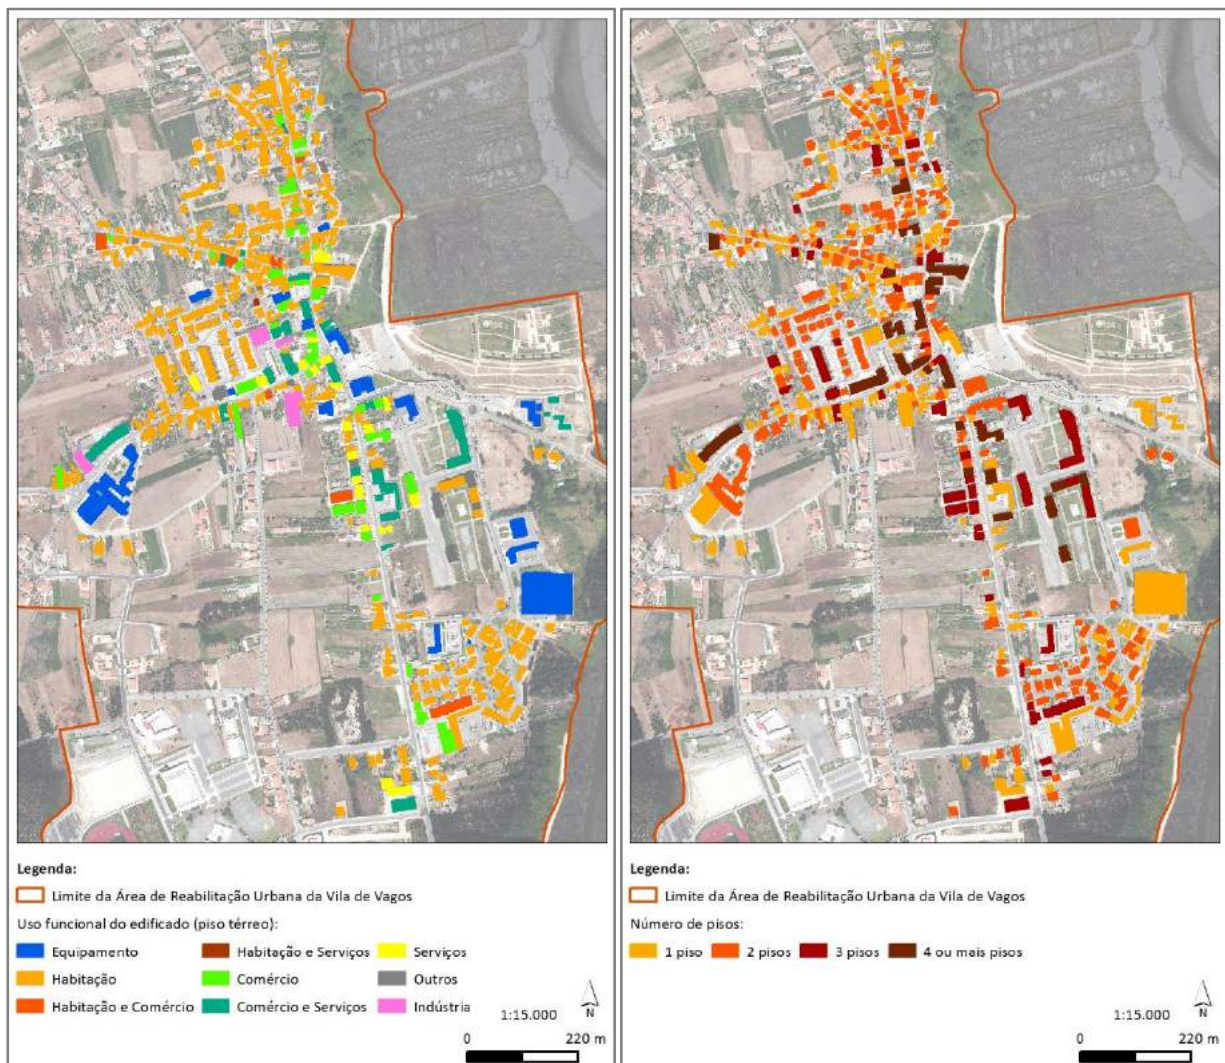 Legenda:
Limite da Área de Reabilitação Urbana da Vila de Vagos
Uso funcional do edificado (piso térreo):
Equipamento
Habitação e Serviços
Serviços
Habitação
Comércio
Outros
Habitação e Comércio
Comércio e Serviços
Indústria
N
1:15.000
0
220 m
Legenda:
Limite da Área de Reabilitação Urbana da Vila de Vagos
Número de pisos:
1 piso
2 pisos
3 pisos
4 ou mais pisos
N
1:15.000
0
220 m